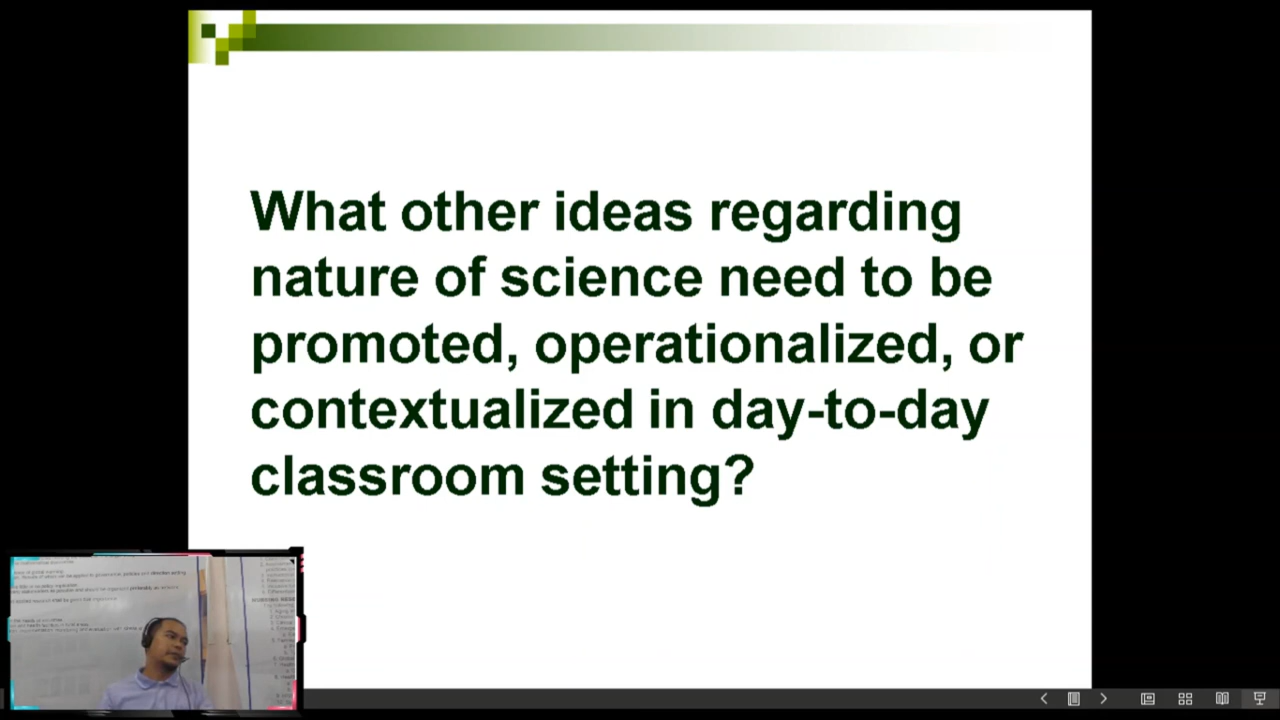 What other ideas regarding
nature of science need to be
promoted, operationalized, or
contextualized in day-to-day
classroom setting?